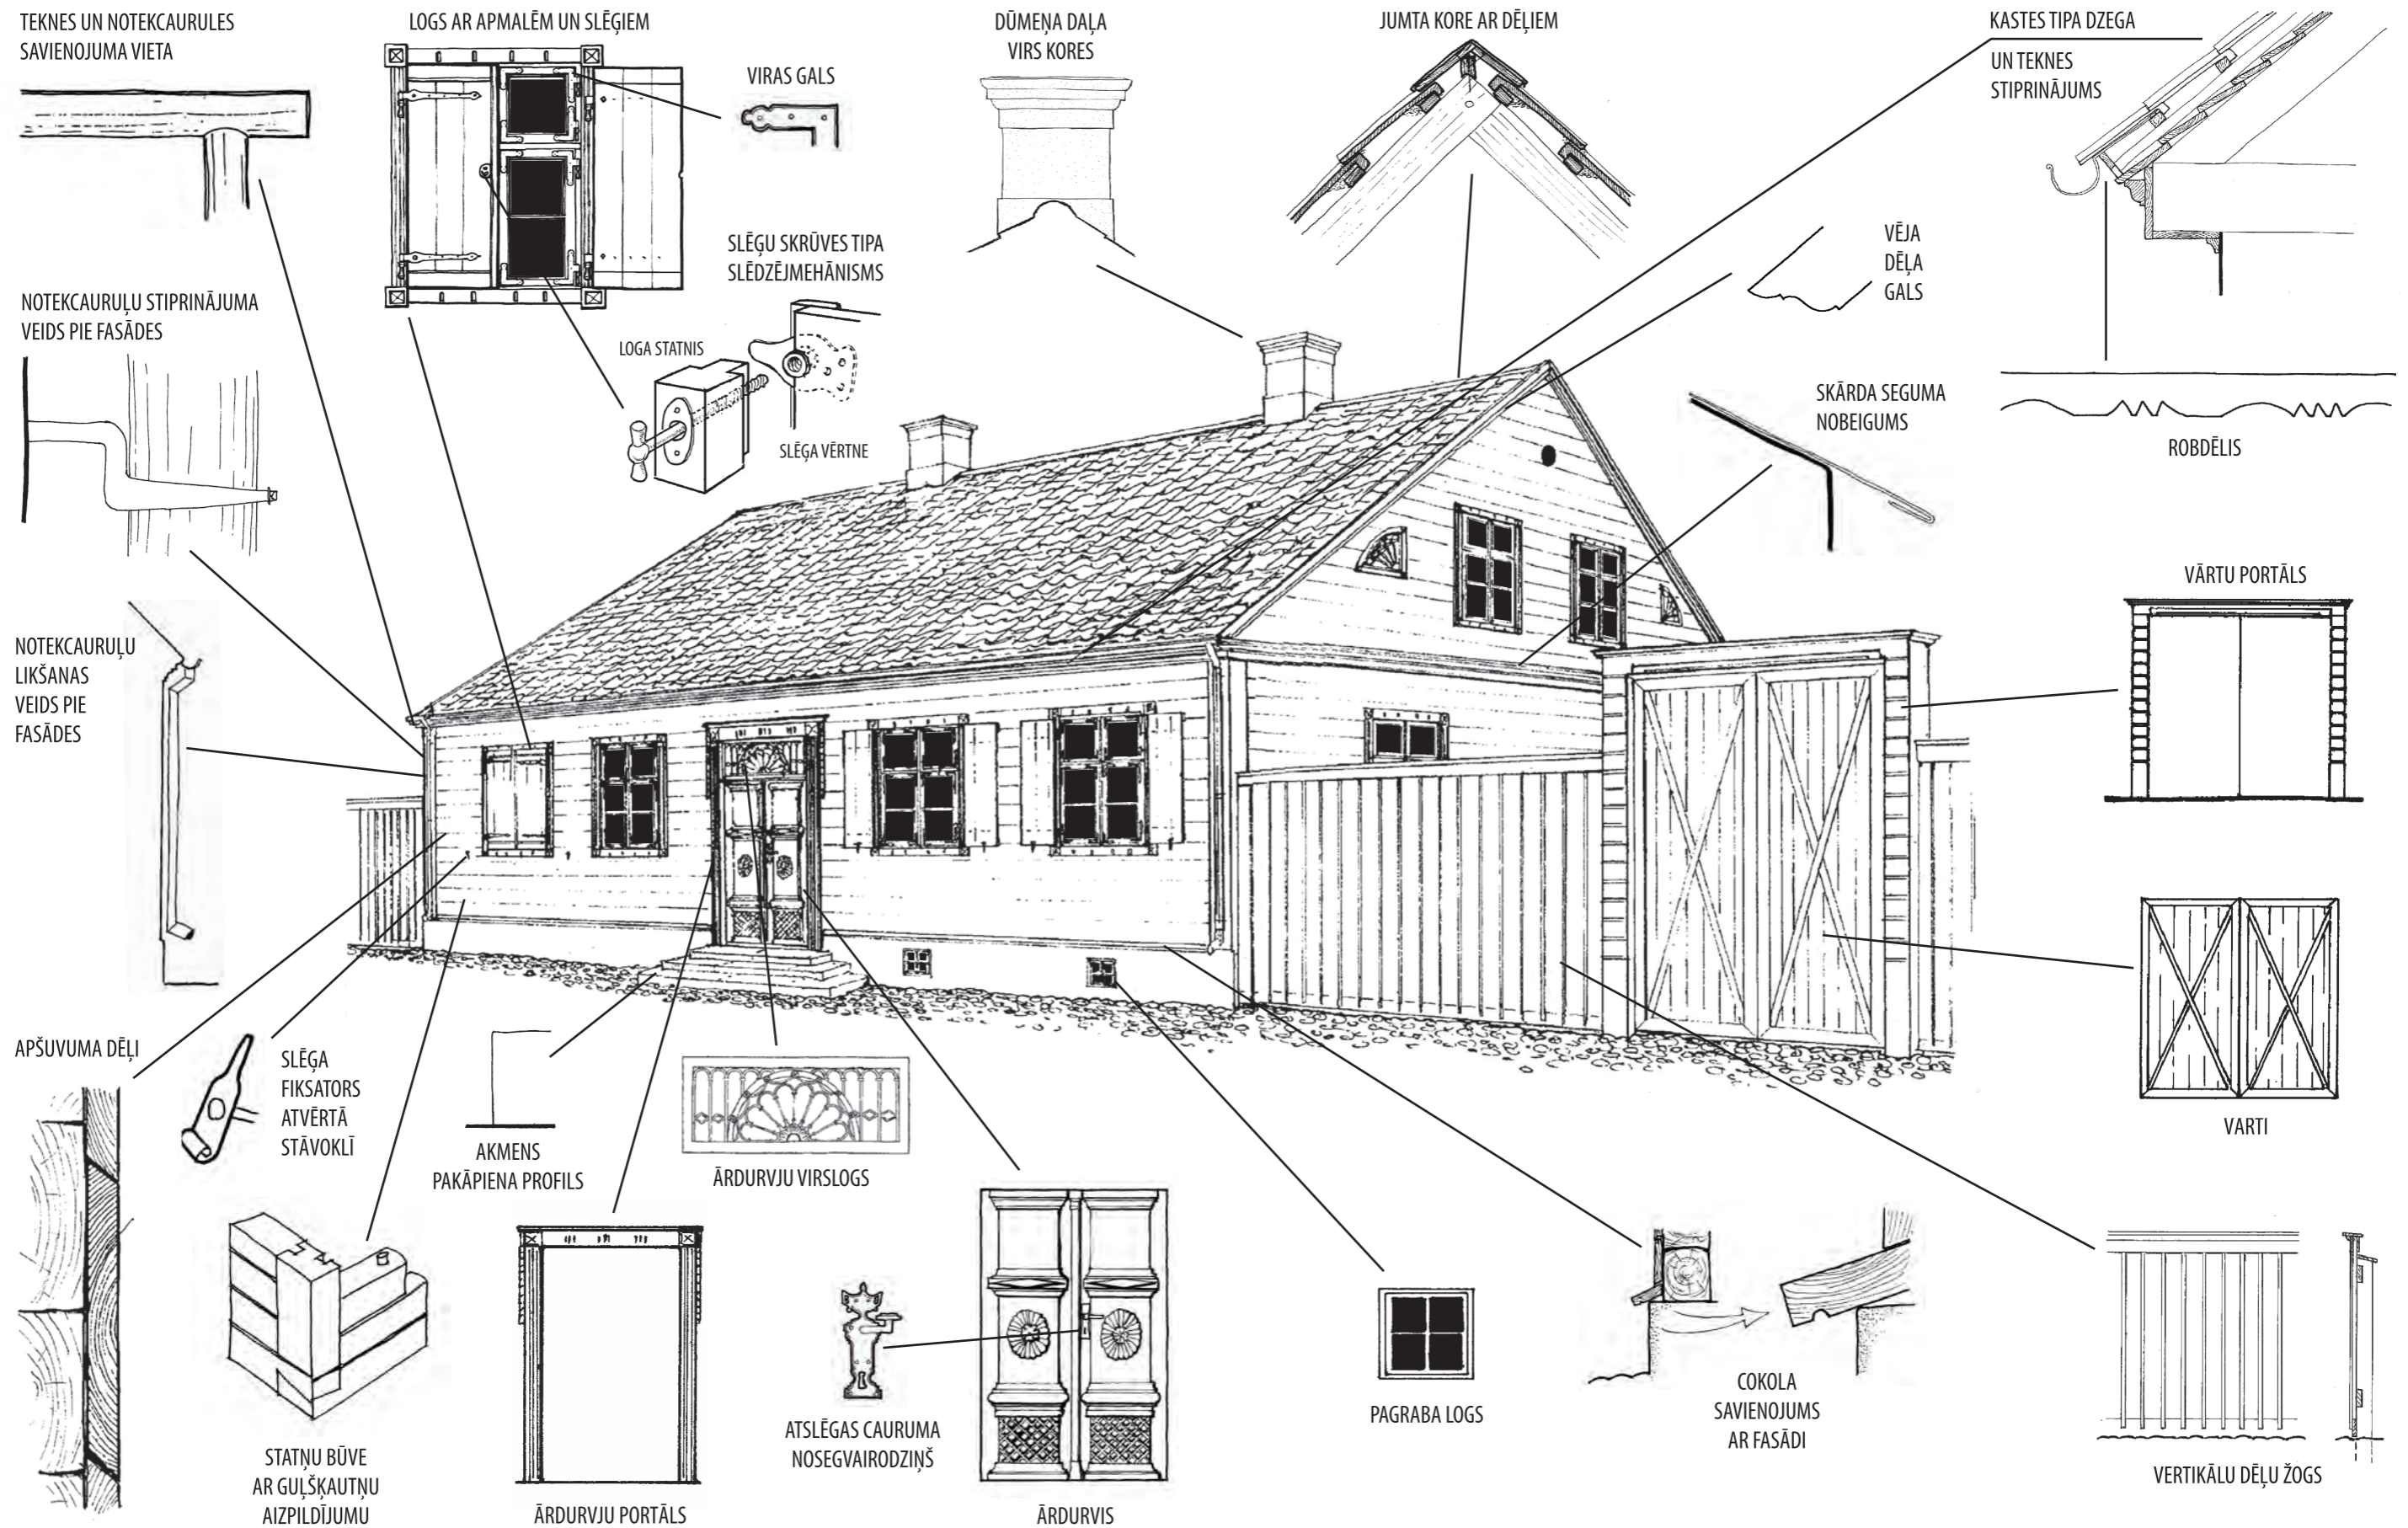 TEKNES UN NOTEKCAURULES
SAVIENOJUMA VIETA
LOGS AR APMALĒM UN SLĒĢIEM
VIRAS GALS
DŪMEŅA DAĻA
VIRS KORES
JUMTA KORE AR DĒĻIEM
KASTES TIPA DZEGA
UN TEKNES
STIPRINĀJUMS
VĒJA
DĒĻA
GALS
SLĒĢU SKRŪVES TIPA
SLĒDZĒJMEHĀNISMS
LOGA STATNIS
SLĒĢA VĒRTNE
NOTEKCAURUĻU STIPRINĀJUMA
VEIDS PIE FASĀDES
SKĀRDA SEGUMA
NOBEIGUMS
ROBDĒLIS
NOTEKCAURUĻU
LIKŠANAS
VEIDS PIE
FASĀDES
VĀRTU PORTĀLS
VARTI
APŠUVUMA DĒĻI
SLĒĢA
FIKSATORS
ATVĒRTĀ
STĀVOKLĪ
AKMENS
PAKĀPIENA PROFILS
ĀRDURVJU VIRSLOGS
STATŅU BŪVE
AR GUĻŠĶAUTŅU
AIZPILDĪJUMU
ĀRDURVJU PORTĀLS
ATSLĒGAS CAURUMA
NOSEGVAIRODZIŅŠ
ĀRDURVIS
PAGRABA LOGS
COKOLA
SAVIENOJUMS
AR FASĀDI
VERTIKĀLU DĒĻU ŽOGS